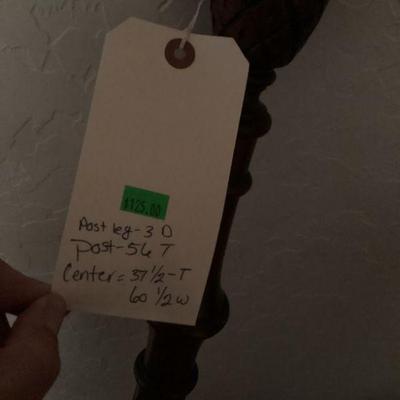 $125.00
Post leg-3 D
Post-56 T
Center = 37 1/2-T
60 1/2 W